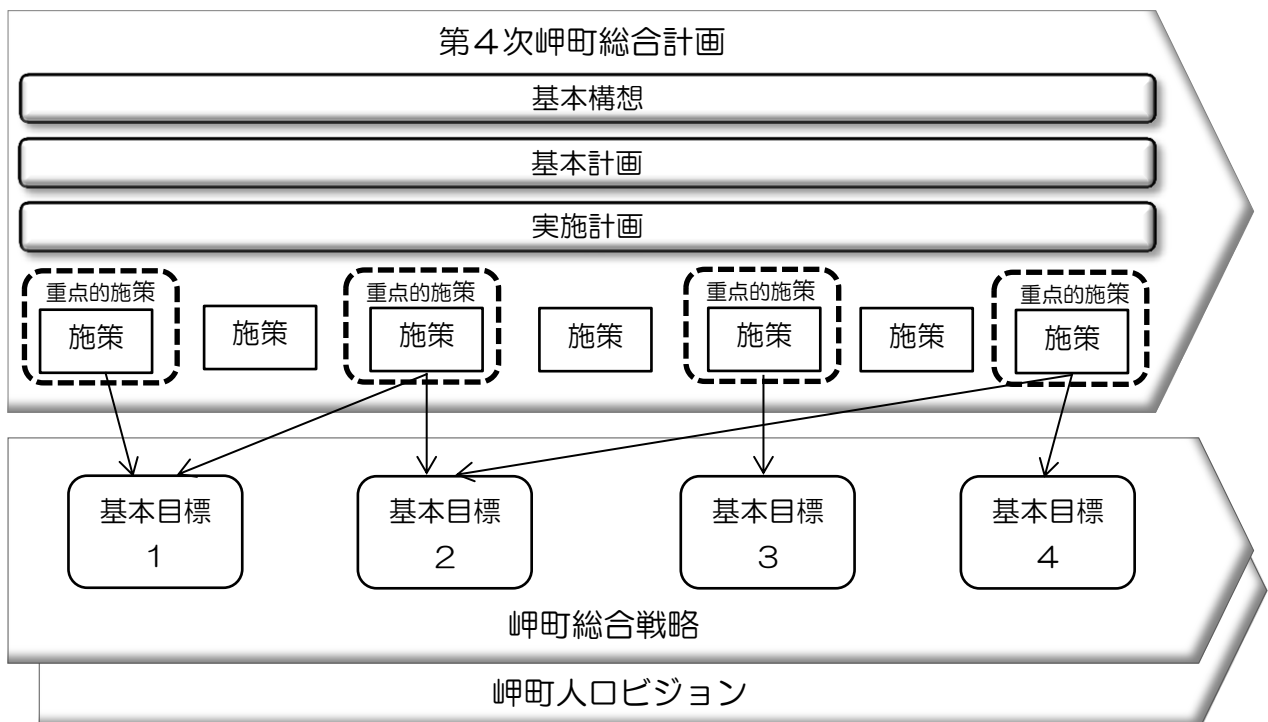 第４次岬町総合計画
基本構想
基本計画
実施計画
重点的施策
施策
施策
重点的施策
施策
施策
重点的施策
施策
施策
重点的施策
施策
基本目標
１
基本目標
２
基本目標
３
基本目標
４
岬町総合戦略
岬町人口ビジョン